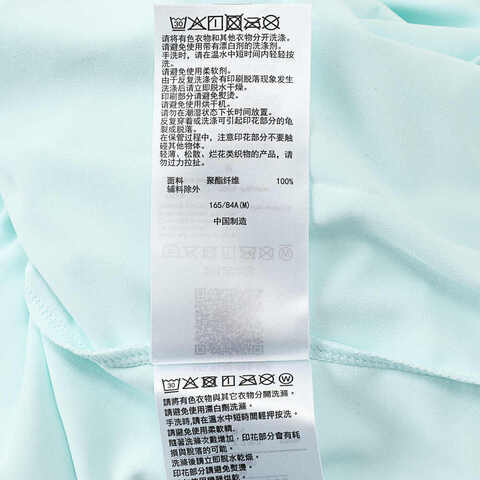 请将有色衣物和其他衣物分开洗涤。
请避免使用带有漂白剂的洗涤剂。
手洗时，请在温水中短时间内轻轻按
洗。
请避免使用柔软剂。
由于反复洗涤会有印刷脱落现象发生
洗涤后请立即脱水干燥。
印刷部分请避免熨烫。
请避免使用烘干机。
请勿在潮湿状态下长时间放置。
反复穿着或洗涤可引起印花部分的龟
裂或脱落。
在保管过程中，注意印花部分不要触
碰其他物体。
轻薄、松散、烂花类织物的产品，请
勿过力拉扯。
面料 聚酯纤维 100%
辅料除外
165/84A(M)
中国制造
請將有色衣物與其它衣物分開洗滌。
請避免使用漂白劑洗滌。
手洗時，請在溫水中短時間輕押按洗。
請避免使用柔軟精。
隨著洗滌次數增加，印花部分會有耗
損與脫落的可能。
洗滌後請立即脫水乾燥。
印花部分請避免熨燙。